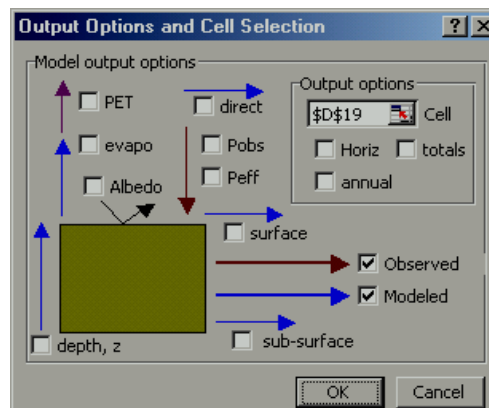 Output Options and Cell Selection
Model output options
PET
direct
Output options
$D$19
Cell
evapo
Pobs
Horiz
totals
Albedo
Peff
annual
surface
Observed
Modeled
depth, z
sub-surface
OK
Cancel